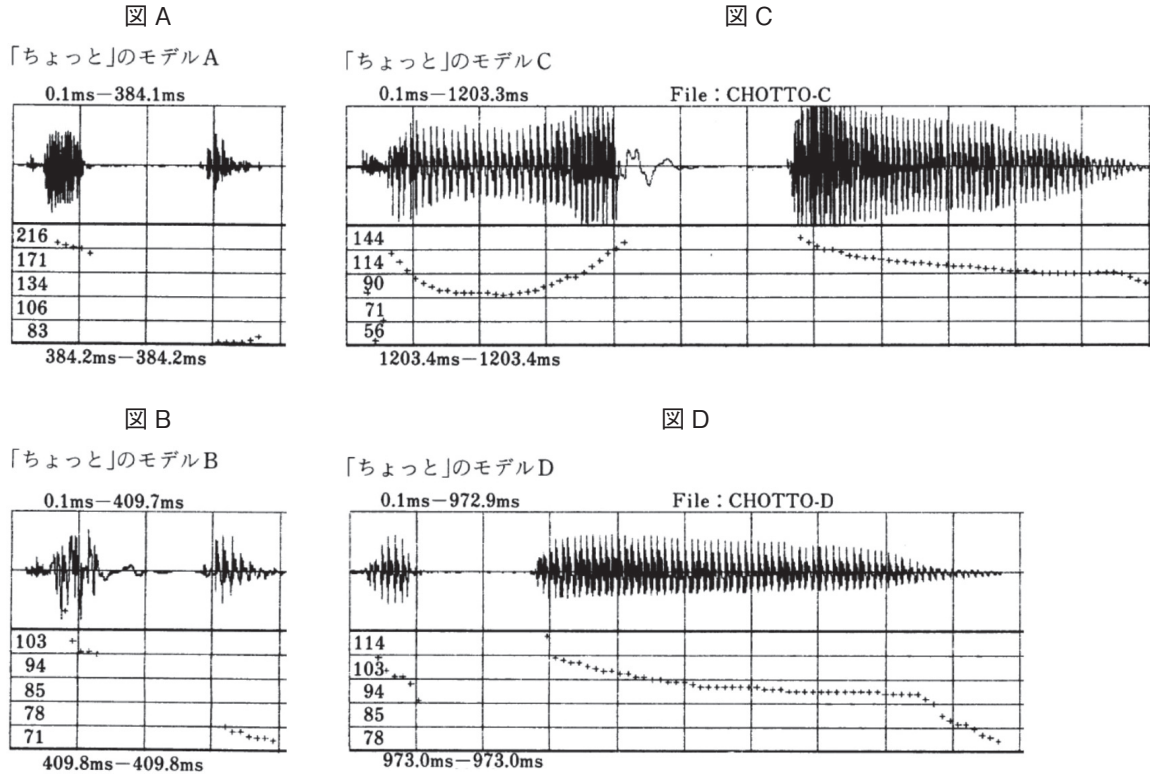 図 A
「ちょっと」のモデルA
0.1ms－384.1ms
216
171
134
106
83
384.2ms－384.2ms
図 C
「ちょっと」のモデルC
0.1ms－1203.3ms File：CHOTTO-C
144
114
90
71
56
1203.4ms－1203.4ms
図 B
「ちょっと」のモデルB
0.1ms－409.7ms
103
94
85
78
71
409.8ms－409.8ms
図 D
「ちょっと」のモデルD
0.1ms－972.9ms File：CHOTTO-D
114
103
94
85
78
973.0ms－973.0ms